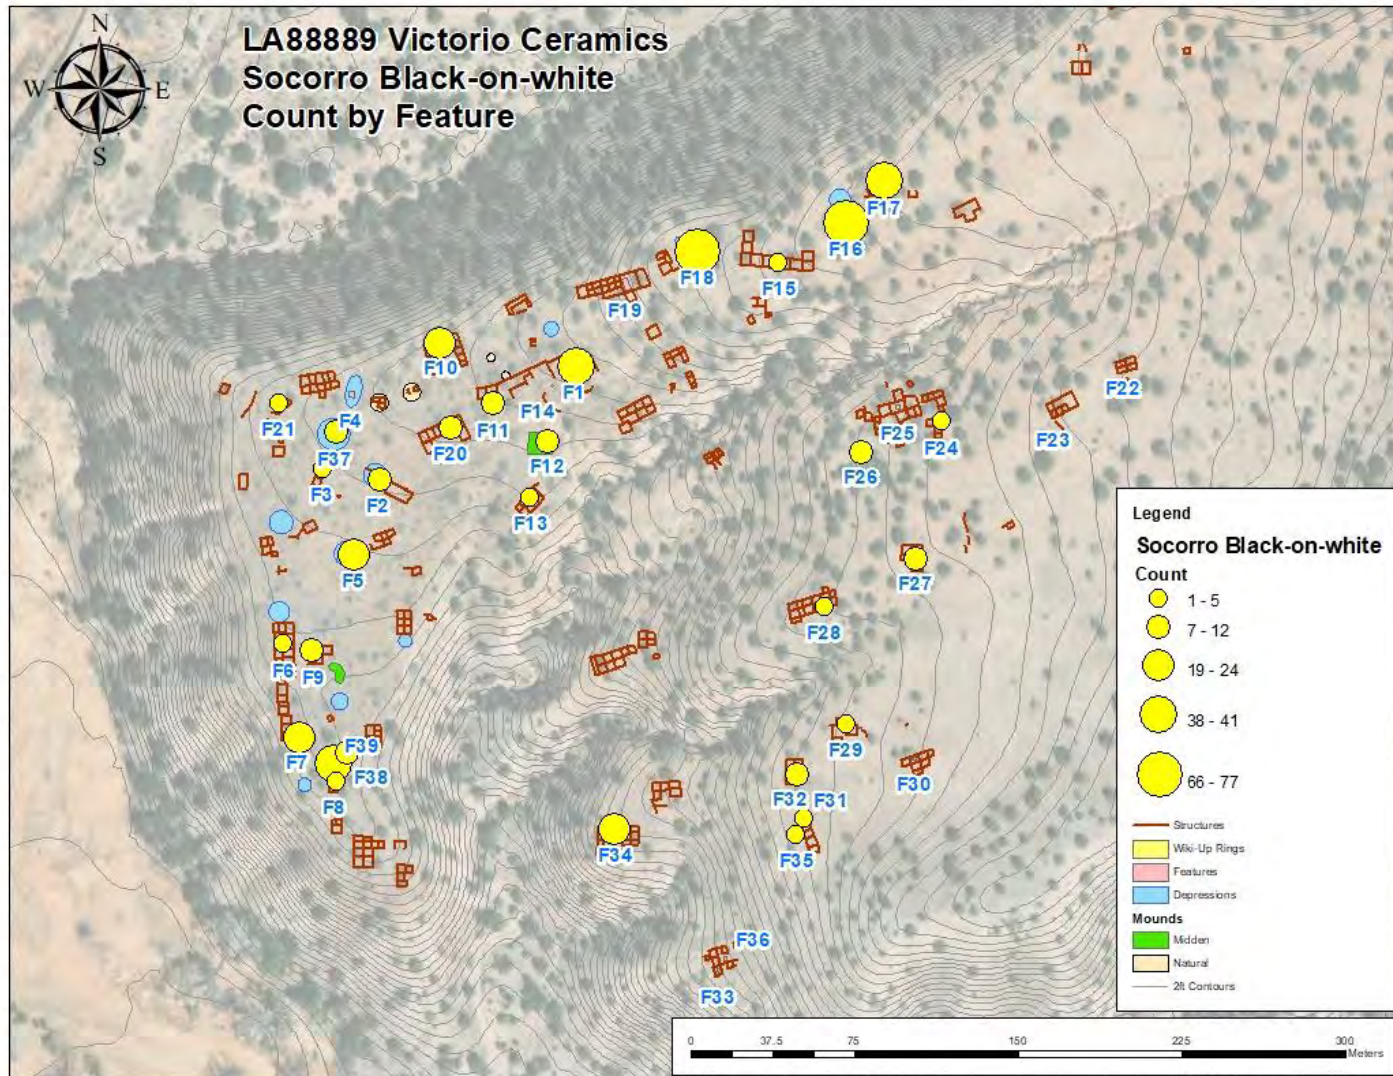 N
W
E
S
LA88889 Victorio Ceramics
Socorro Black-on-white
Count by Feature
F17
F16
F18
F15
F19
F10
F1
F22
F21
F4
F11
F14
F25
F24
F23
F37
F20
F12
F26
F3
F2
F13
F5
F27
F28
F6
F9
F7
F39
F38
F8
F29
F30
F32
F31
F34
F35
F36
F33
Legend
Socorro Black-on-white
Count
1 - 5
7 - 12
19 - 24
38 - 41
66 - 77
Structures
Wiki-Up Rings
Features
Depressions
Mounds
Midden
Natural
2ft Contours
0 37.5 75 150 225 300
Meters